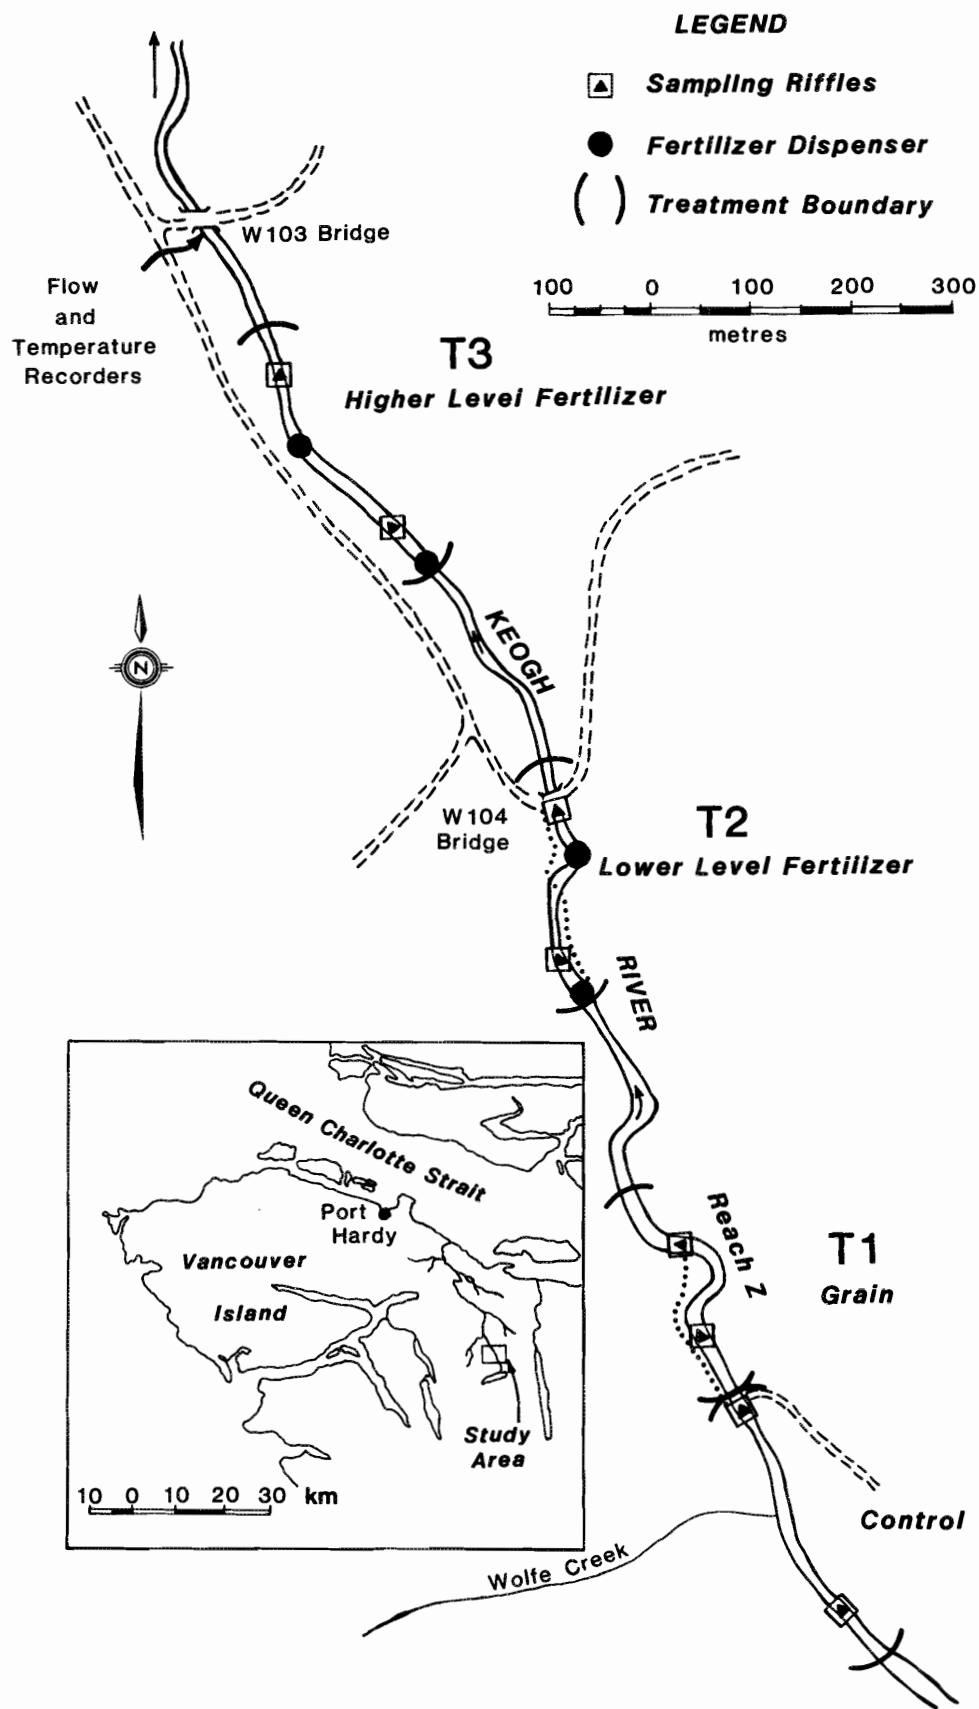 LEGEND
Sampling Riffles
Fertilizer Dispenser
Treatment Boundary
W103 Bridge
Flow
and
Temperature
Recorders
100 0 100 200 300
metres
T3
Higher Level Fertilizer
N
KEOGH
W104
Bridge
T2
Lower Level Fertilizer
RIVER
Queen Charlotte Strait
Port
Hardy
Vancouver
Island
Study
Area
10 0 10 20 30 km
Reach Z
T1
Grain
Control
Wolfe Creek